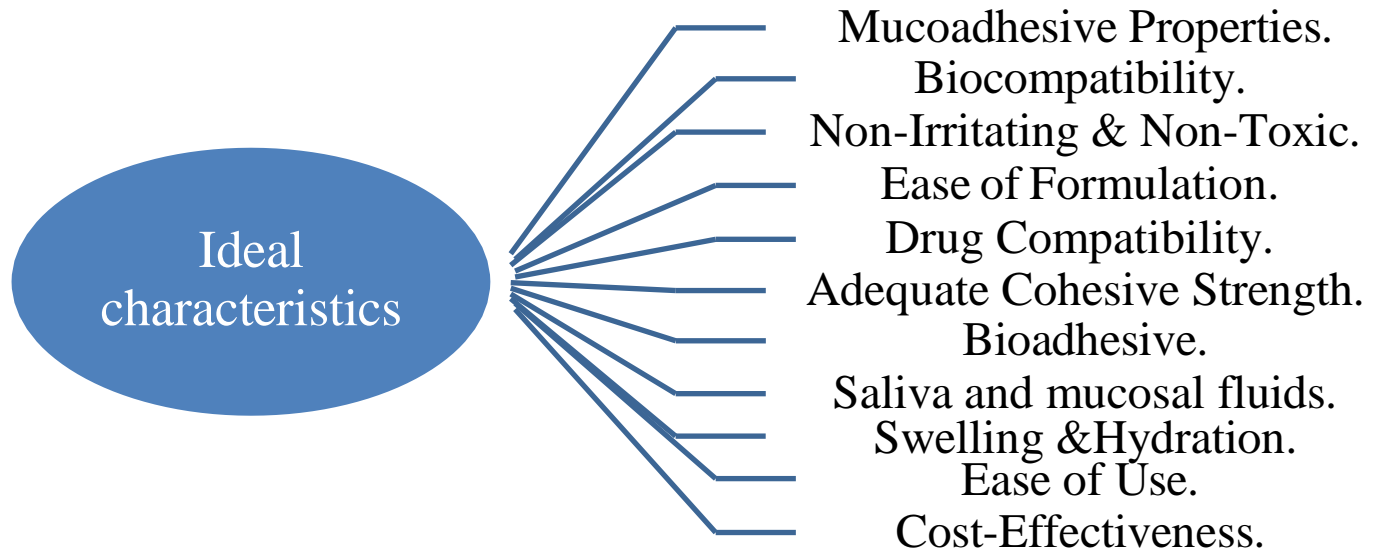 Ideal
characteristics
Mucoadhesive Properties.
Biocompatibility.
Non-Irritating & Non-Toxic.
Ease of Formulation.
Drug Compatibility.
Adequate Cohesive Strength.
Bioadhesive.
Saliva and mucosal fluids.
Swelling &Hydration.
Ease of Use.
Cost-Effectiveness.